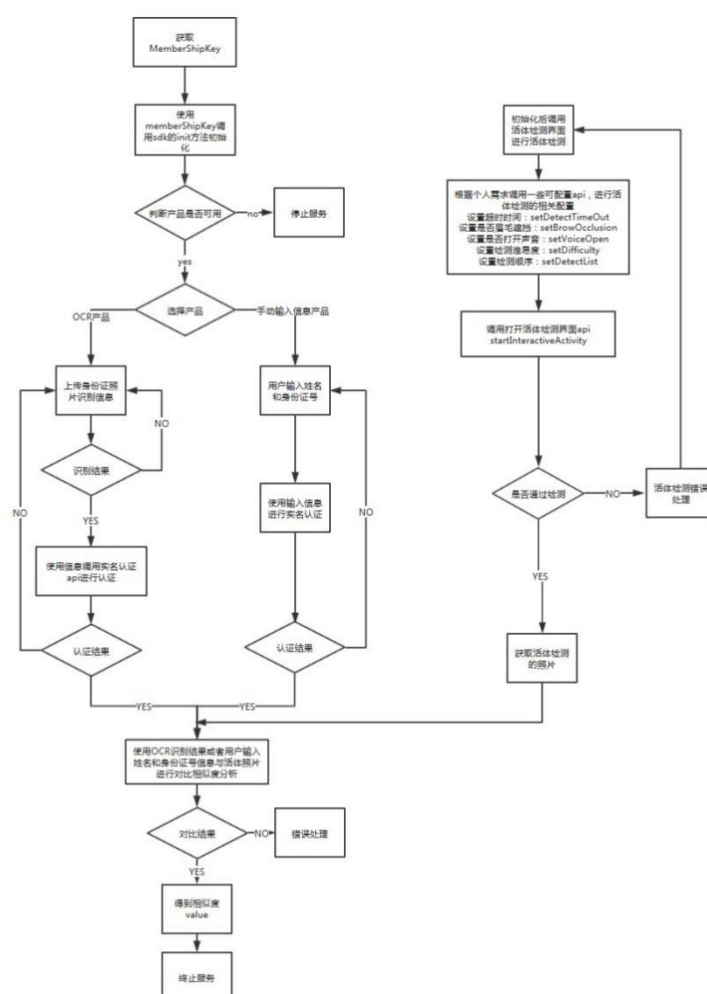 获取
MemberShipKey
使用
memberShipKey调
用sdk的init方法初始
化
判断产品是否可用
no
停止服务
yes
选择产品
OCR产品
手动输入信息产品
上传身份证照
片识别信息
NO
识别结果
YES
NO
使用信息调用实名认证
api进行认证
认证结果
用户输入姓名
和身份证号
使用输入信息
进行实名认证
NO
认证结果
YES
YES
初始化后调用
活体检测界面
进行活体检测
根据个人需求调用一些可配置api，进行活
体检测的相关配置
设置超时时间：setDetectTimeOut
设置是否眉毛遮挡：setBrowOcclusion
设置是否打开声音：setVoiceOpen
设置检测难易度：setDifficulty
设置检测顺序：setDetectList
调用打开活体检测界面api
startInteractiveActivity
是否通过检测
NO
活体检测错误
处理
YES
获取活体检测
的照片
使用OCR识别结果或者用户输入
姓名和身份证号信息与活体照片
进行对比相似度分析
对比结果
NO
错误处理
YES
得到相似度
value
终止服务